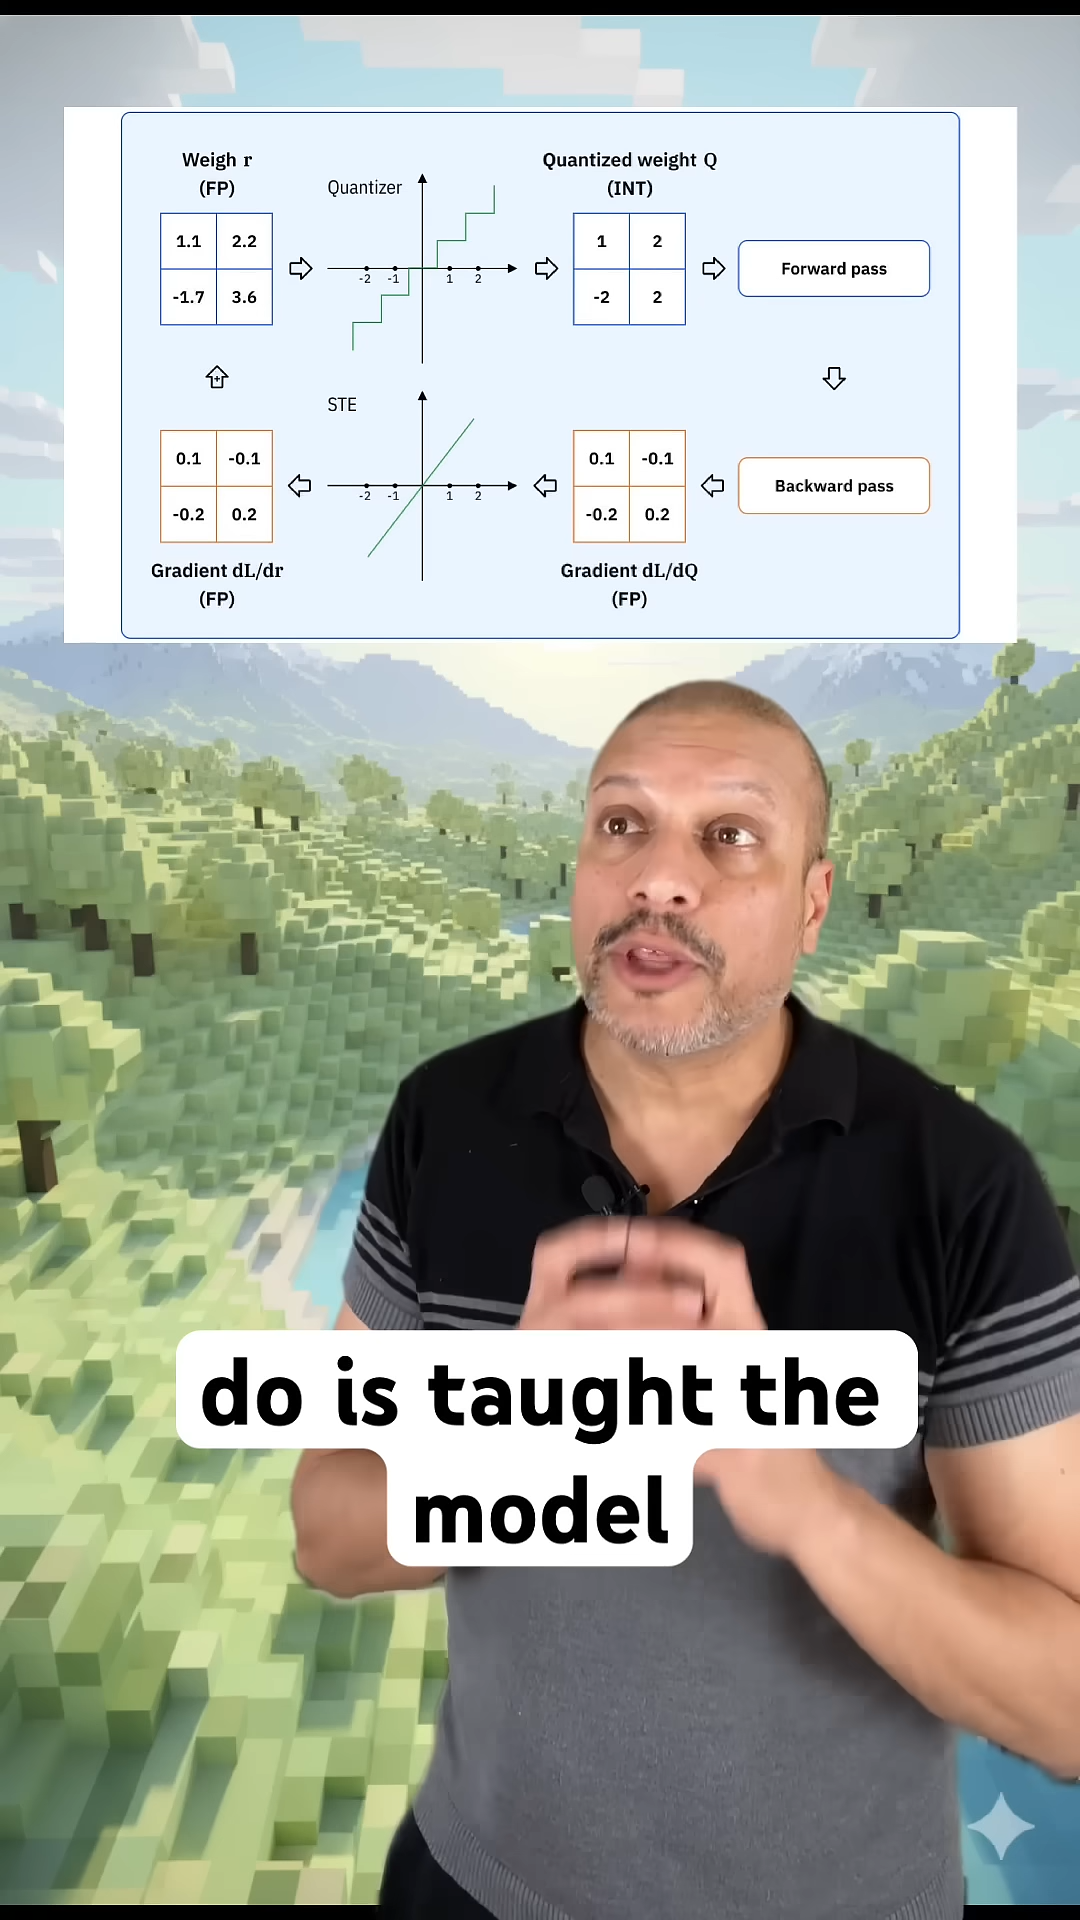 Weigh r
(FP)
Quantizer
Quantized weight Q
(INT)
1.1 2.2
-1.7 3.6
-2 -1 1 2
1 2
-2 2
Forward pass
STE
0.1 -0.1
-0.2 0.2
-2 -1 1 2
0.1 -0.1
-0.2 0.2
Backward pass
Gradient dL/dr
(FP)
Gradient dL/dQ
(FP)
do is taught the
model